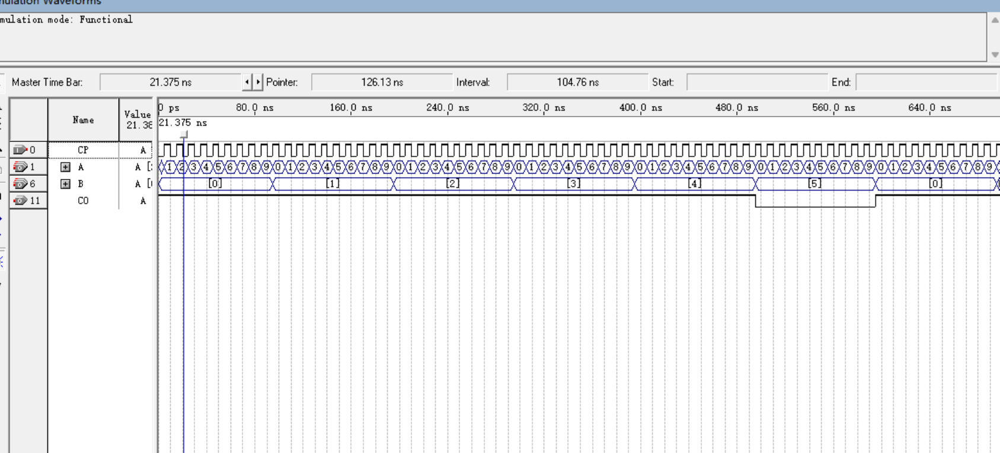 mulation Waveforms
mulation mode: Functional
Master Time Bar: 21.375 ns Pointer: 126.13 ns Interval: 104.76 ns Start: End:
Name Value 21.38
0 ps 80.0 ns 160.0 ns 240.0 ns 320.0 ns 400.0 ns 480.0 ns 560.0 ns 640.0 ns
21.375 ns
0 CP A
1 A A [ 1 2 3 4 5 6 7 8 9 0 1 2 3 4 5 6 7 8 9 0 1 2 3 4 5 6 7 8 9 0 1 2 3 4 5 6 7 8 9 0 1 2 3 4 5 6 7 8 9 0 1 2 3 4 5 6 7 8 9 0 1 2 3 4 5 6 7 8 9
6 B A [ [0] [1] [2] [3] [4] [5] [0]
11 CO A